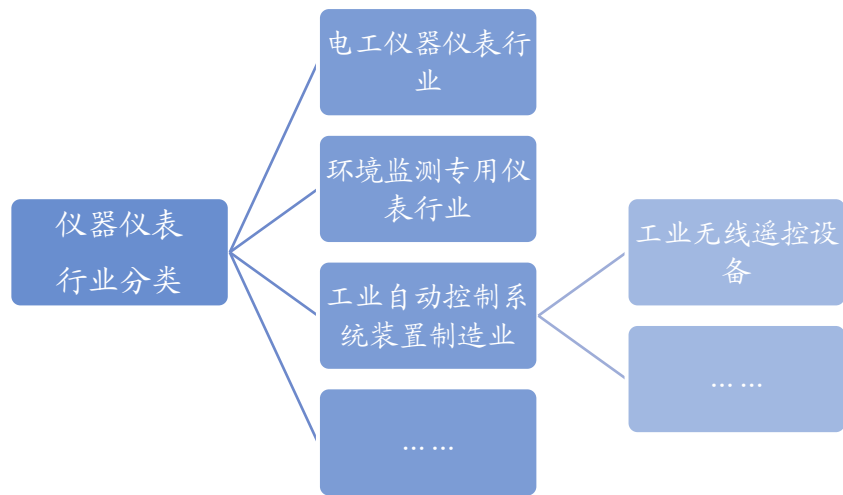 电工仪器仪表行
业
环境监测专用仪
表行业
仪器仪表
行业分类
工业无线遥控设
备
工业自动控制系
统装置制造业
… …
… …